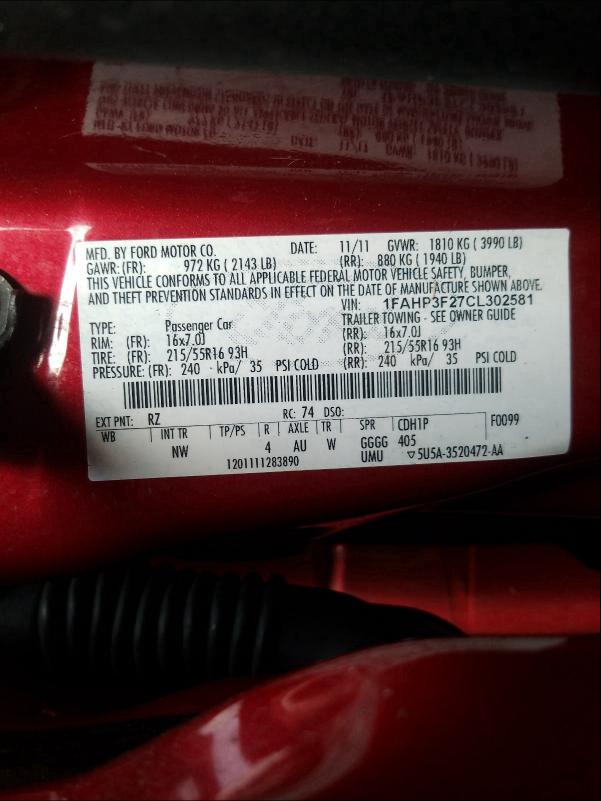 MFD. BY FORD MOTOR CO. DATE: 11/11 GVWR: 1810 KG ( 3990 LB)
GAWR: (FR): 972 KG ( 2143 LB) (RR): 880 KG ( 1940 LB)
THIS VEHICLE CONFORMS TO ALL APPLICABLE FEDERAL MOTOR VEHICLE SAFETY, BUMPER,
AND THEFT PREVENTION STANDARDS IN EFFECT ON THE DATE OF MANUFACTURE SHOWN ABOVE.
VIN: 1FAHP3F27CL302581
TYPE: Passenger Car TRAILER TOWING - SEE OWNER GUIDE
RIM: (FR): 16x7.0J (RR): 16x7.0J
TIRE: (FR): 215/55R16 93H (RR): 215/55R16 93H
PRESSURE: (FR): 240 kPa/ 35 PSI COLD (RR): 240 kPa/ 35 PSI COLD
EXT PNT: RZ RC: 74 DSO:
WB INT TR TP/PS R AXLE TR SPR CDH1P F0099
NW 4 AU W GGGG 405
1201111283890 UMU ▽5U5A-3520472-AA